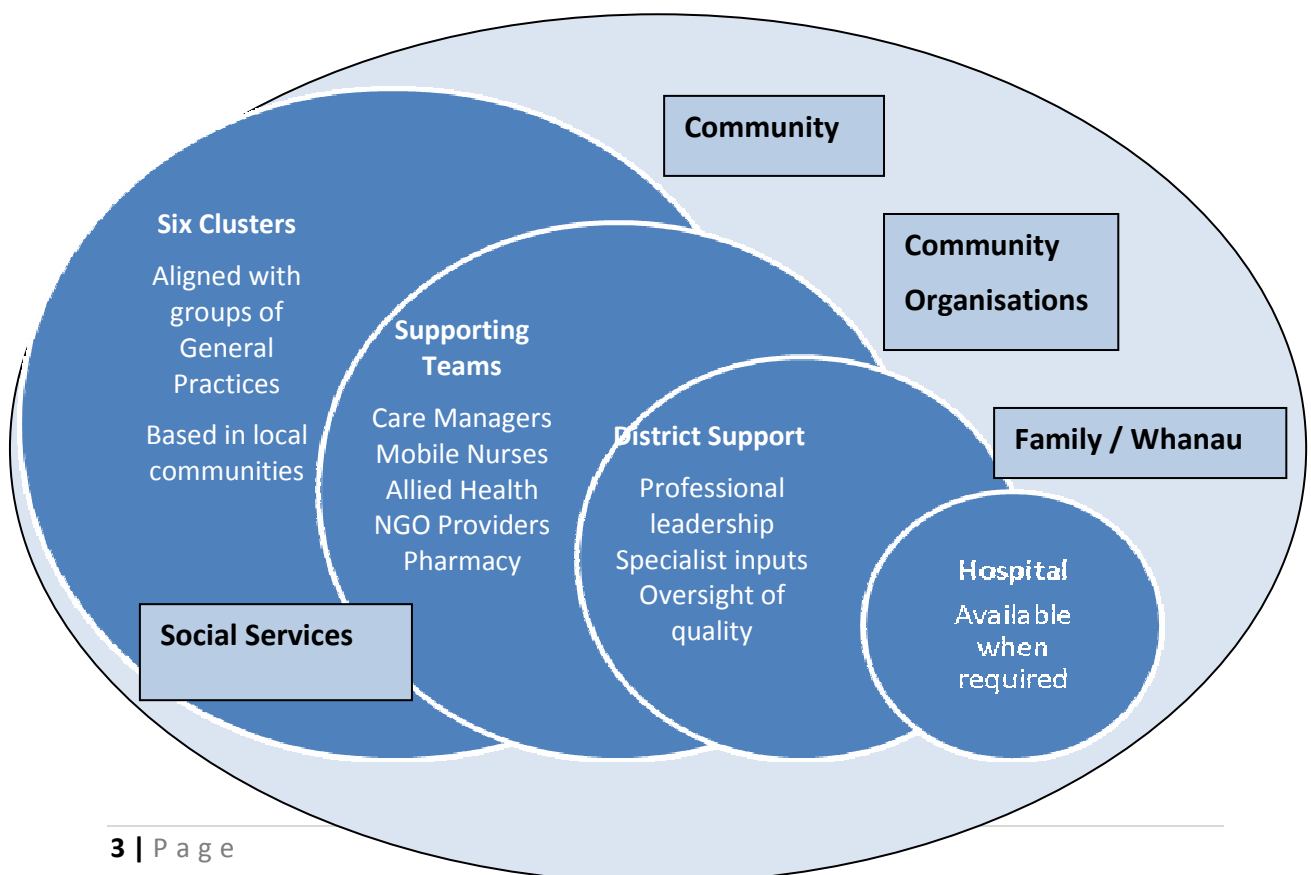 Community
Six Clusters
Aligned with
groups of
General
Practices
Based in local
communities
Supporting
Teams
Care Managers
Mobile Nurses
Allied Health
NGO Providers
Pharmacy
Community
Organisations
District Support
Professional
leadership
Specialist inputs
Oversight of
quality
Family / Whanau
Hospital
Available
when
required
Social Services
3 | Page